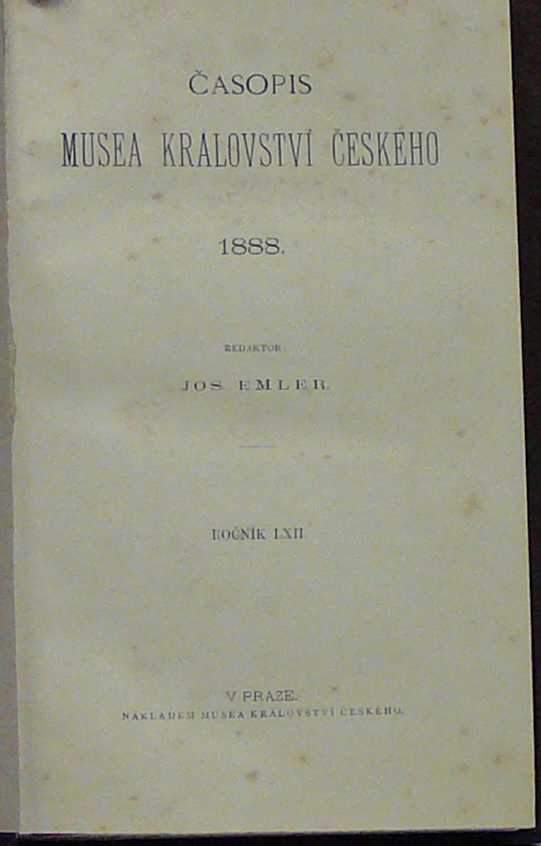 ČASOPIS
MUSEA KRALOVSTVÍ ČESKÉHO
1888.
REDAKTOR:
JOS. EMLER.
ROČNÍK LXII
V PRAZE.
NÁKLADEM MUSEA KRÁLOVSTVÍ ČESKÉHO.